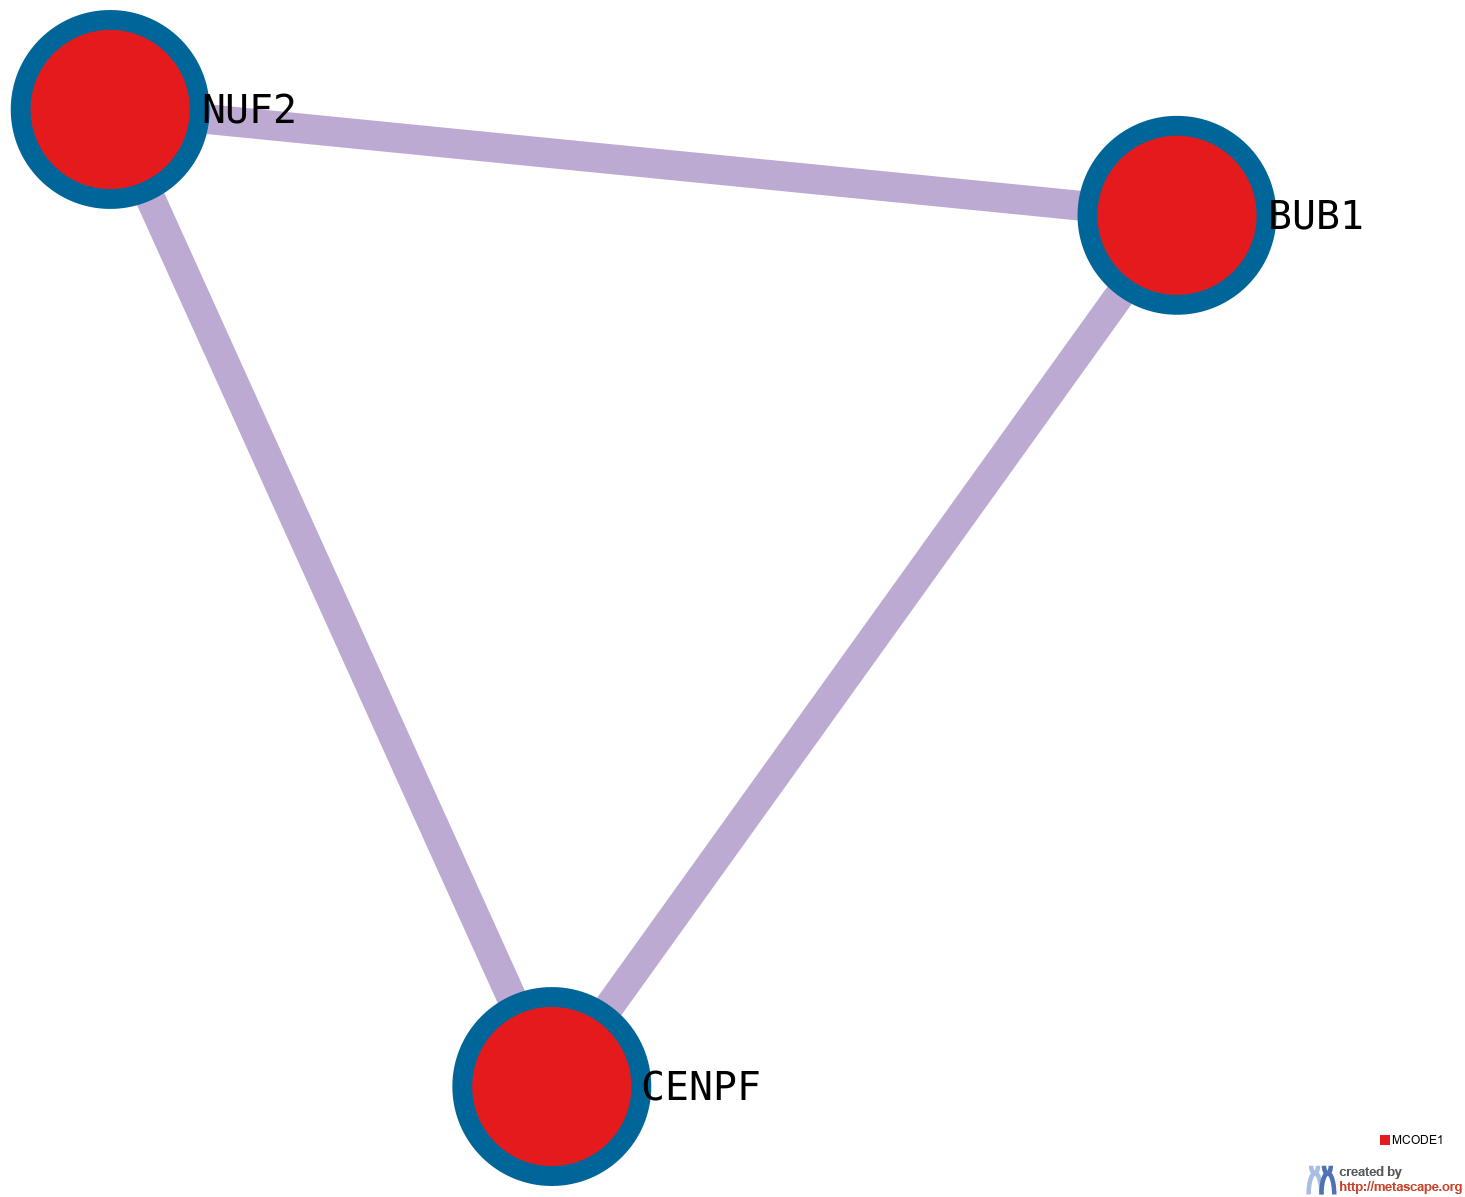 NUF2
BUB1
CENPF
MCODE1
created by
http://metascape.org